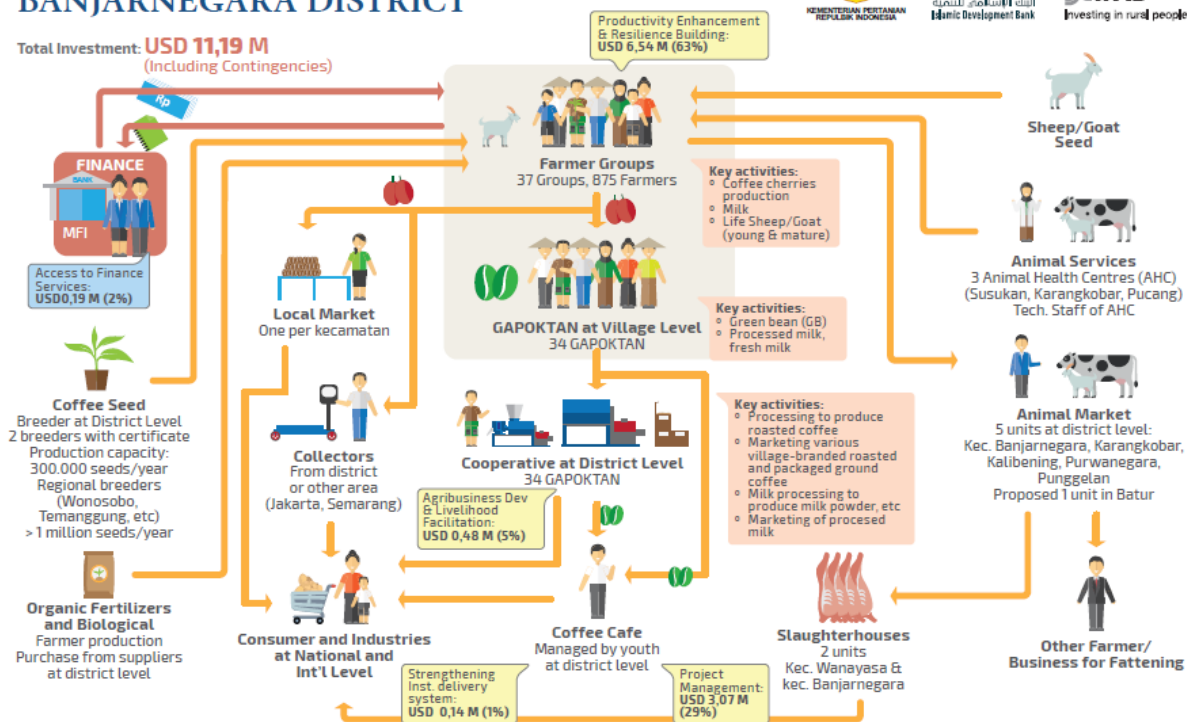 BANJARNEGARA DISTRICT
Total Investment: USD 11,19 M
(Including Contingencies)
Productivity Enhancement
& Resilience Building:
USD 6,54 M (63%)
KEMENTERIAN PERTANIAN
REPULBIK INDONESIA
Islamic Development Bank
Investing in rural people
Rp
FINANCE
BANK
MFI
Access to Finance
Services:
USD0,19 M (2%)
Farmer Groups
37 Groups, 875 Farmers
Key activities:
Coffee cherries
production
Milk
Life Sheep/Goat
(young & mature)
Sheep/Goat
Seed
Animal Services
3 Animal Health Centres (AHC)
(Susukan, Karangkobar, Pucang)
Tech. Staff of AHC
Local Market
One per kecamatan
GAPOKTAN at Village Level
34 GAPOKTAN
Key activities:
Green bean (GB)
Processed milk,
fresh milk
Coffee Seed
Breeder at District Level
2 breeders with certificate
Production capacity:
300.000 seeds/year
Regional breeders
(Wonosobo,
Temanggung, etc)
> 1 million seeds/year
Collectors
From district
or other area
(Jakarta, Semarang)
Cooperative at District Level
34 GAPOKTAN
Key activities:
Processing to produce
roasted coffee
Marketing various
village-branded roasted
and packaged ground
coffee
Milk processing to
produce milk powder, etc
Marketing of procesed
milk
Animal Market
5 units at district level:
Kec. Banjarnegara, Karangkobar,
Kalibening, Purwanegara,
Punggelan
Proposed 1 unit in Batur
Agribusiness Dev
& Livelihood
Facilitation:
USD 0,48 M (5%)
Organic Fertilizers
and Biological
Farmer production
Purchase from suppliers
at district level
Consumer and Industries
at National and
Int'l Level
Coffee Cafe
Managed by youth
at district level
Slaughterhouses
2 units
Kec. Wanayasa &
kec. Banjarnegara
Other Farmer/
Business for Fattening
Strengthening
Inst. delivery
system:
USD 0,14 M (1%)
Project
Management:
USD 3,07 M
(29%)